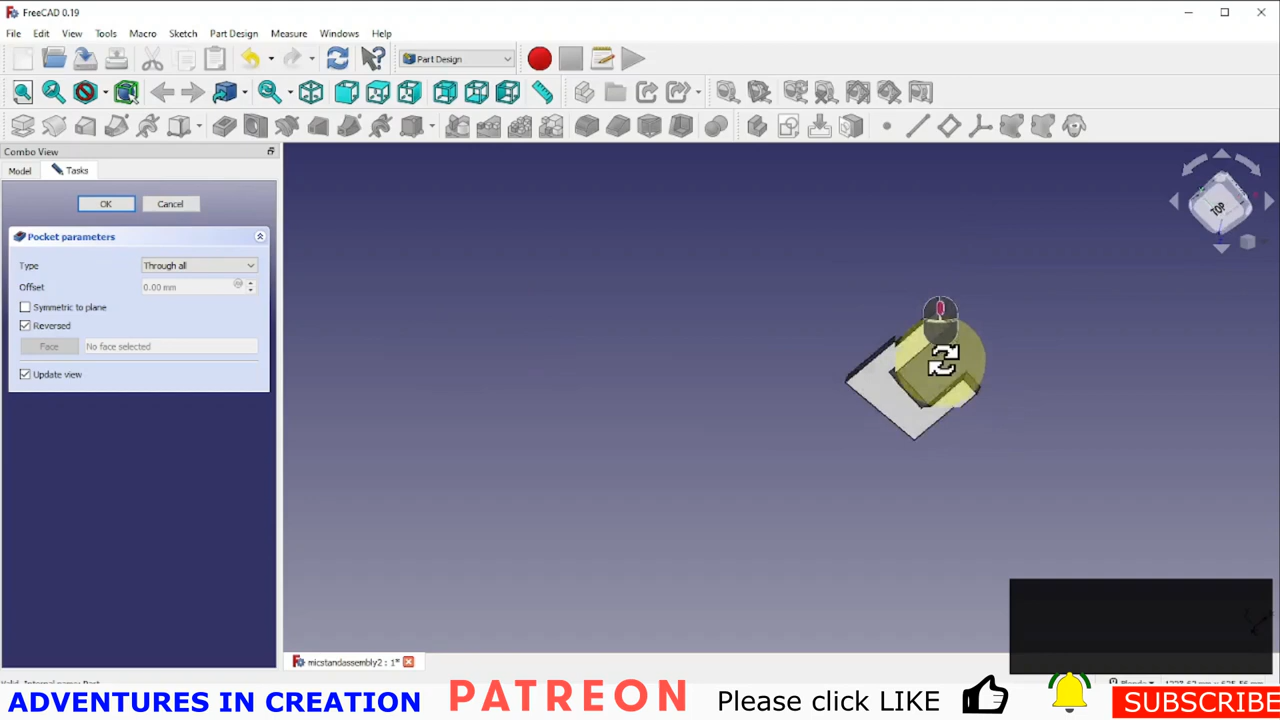 FreeCAD 0.19
File Edit View Tools Macro Sketch Part Design Measure Windows Help
Part Design
Combo View
Model Tasks
OK Cancel
Pocket parameters
Type Through all
Offset 0.00 mm
Symmetric to plane
Reversed
Face No face selected
Update view
TOP
micstandassembly2 : 1*
ADVENTURES IN CREATION PATREON Please click LIKE SUBSCRIBE